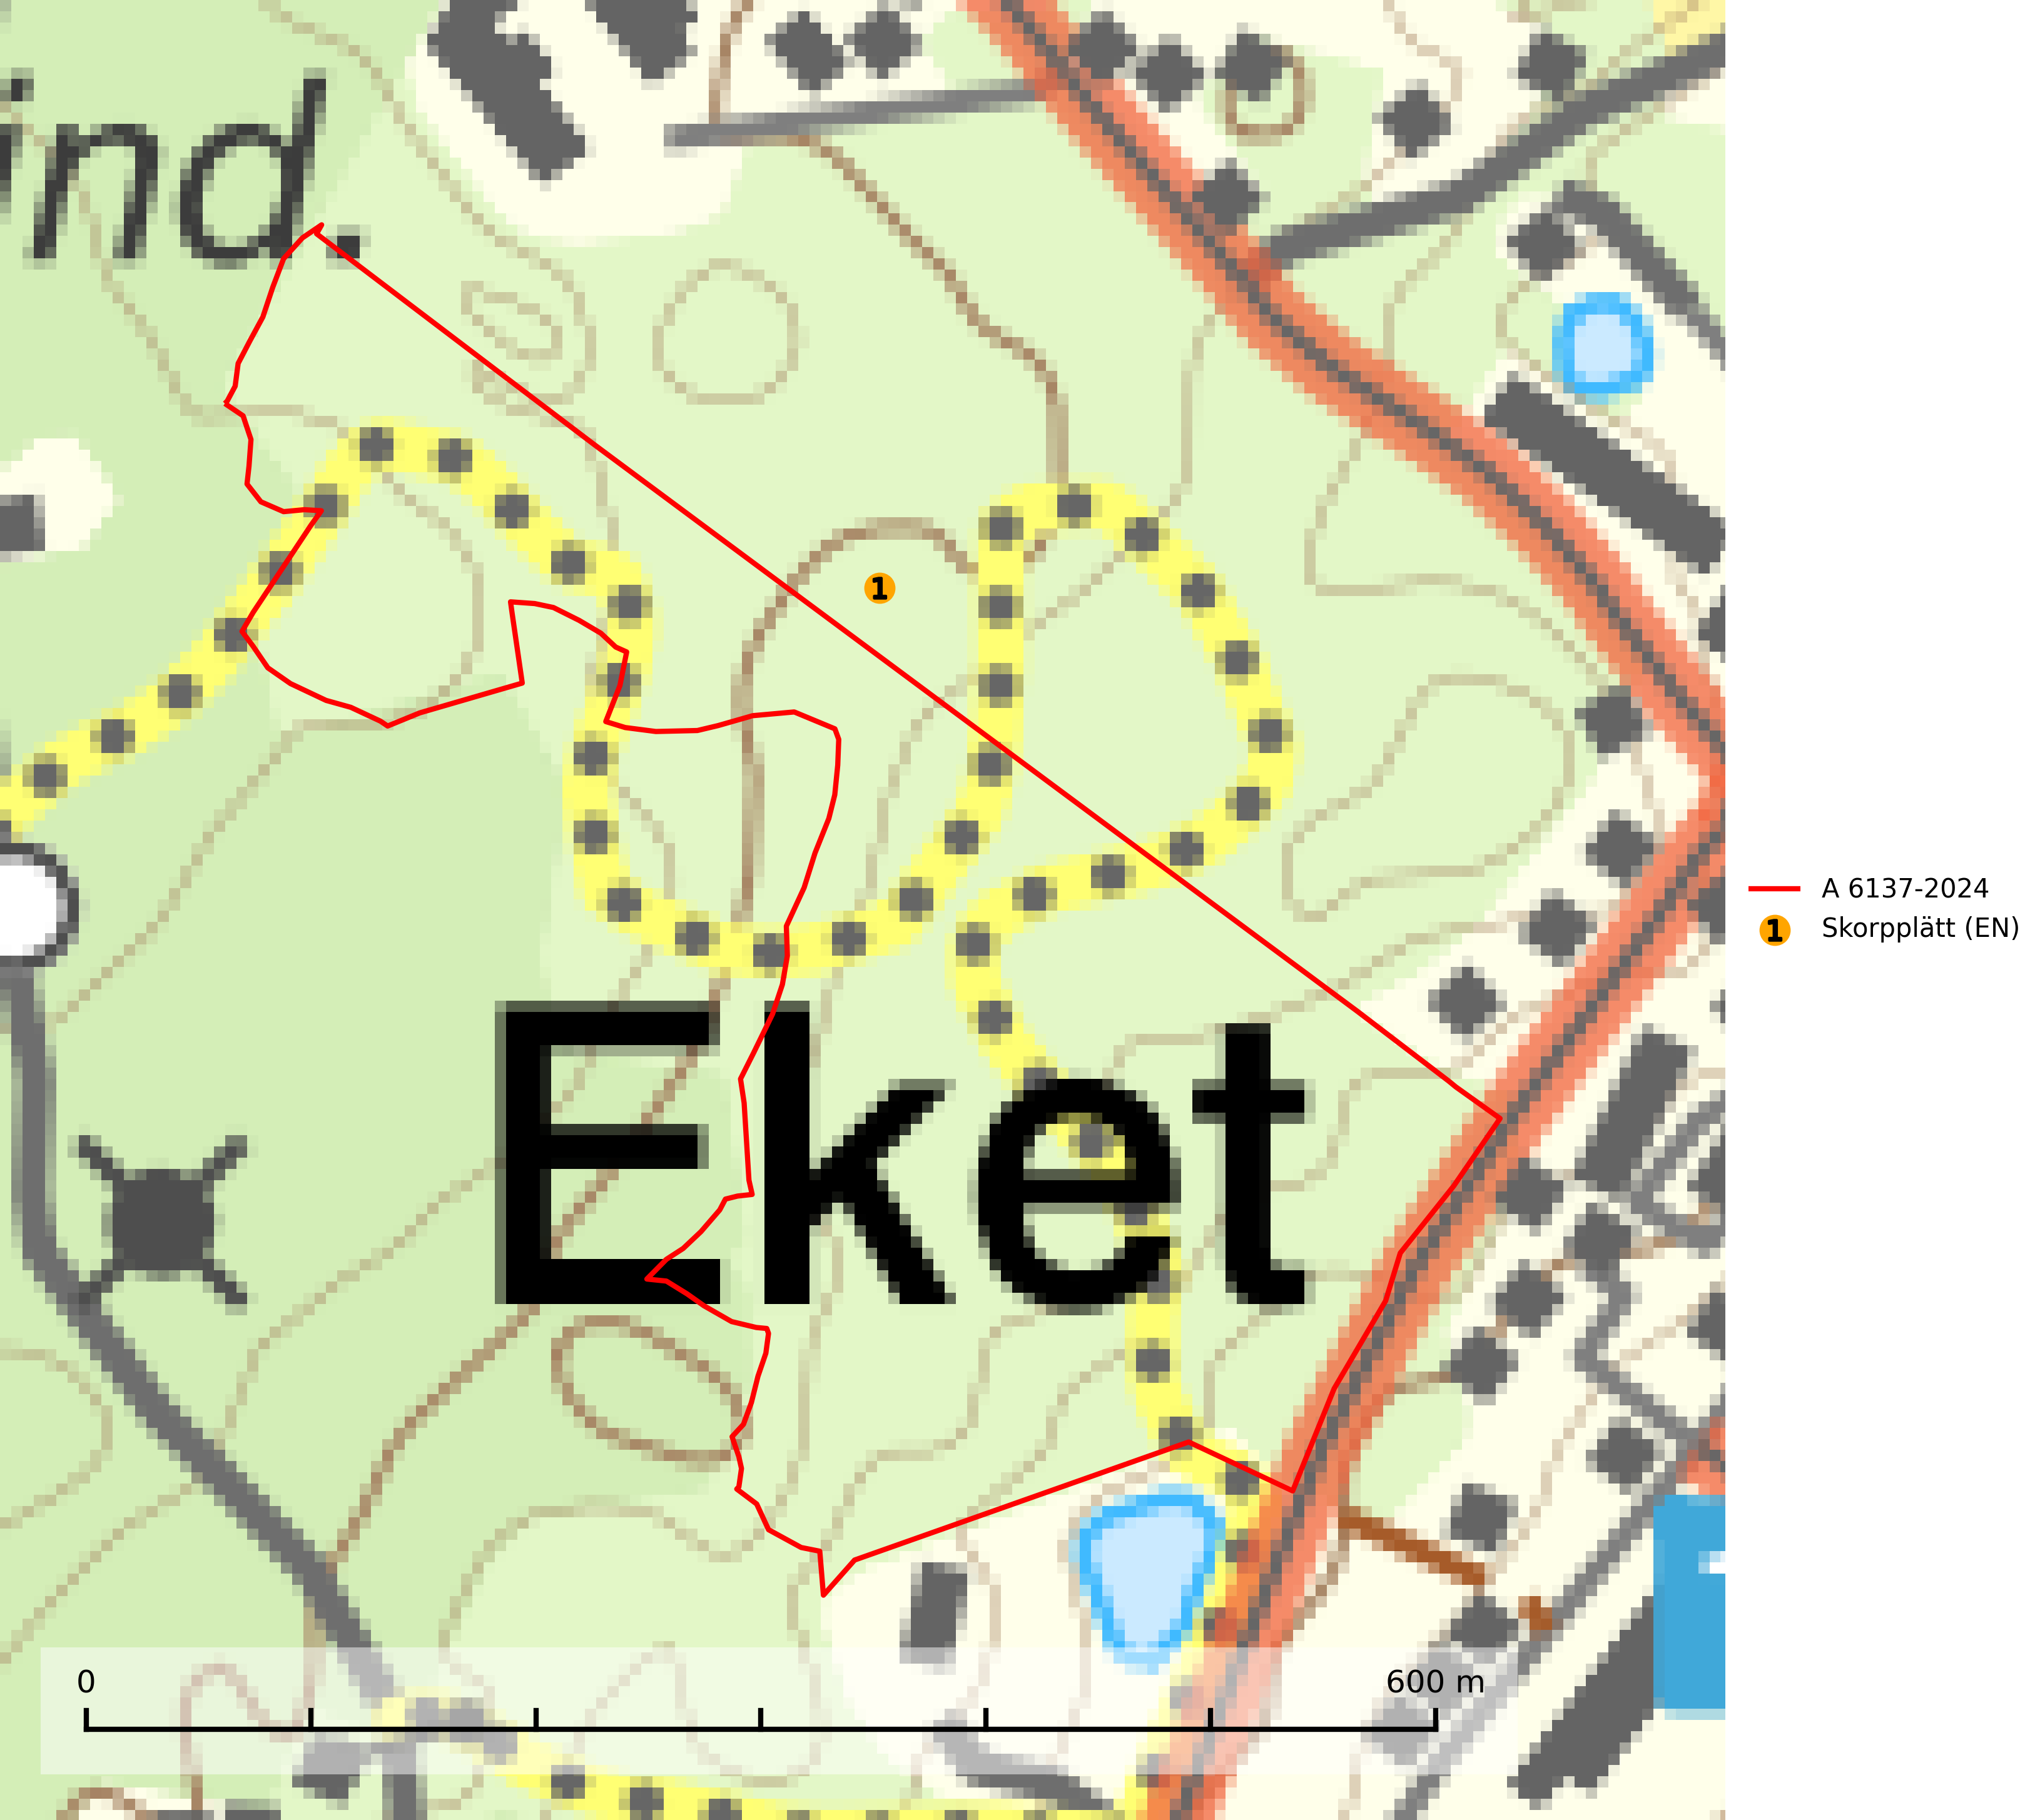 ind.
1
A 6137-2024
1 Skorpplätt (EN)
Eket
0 600 m